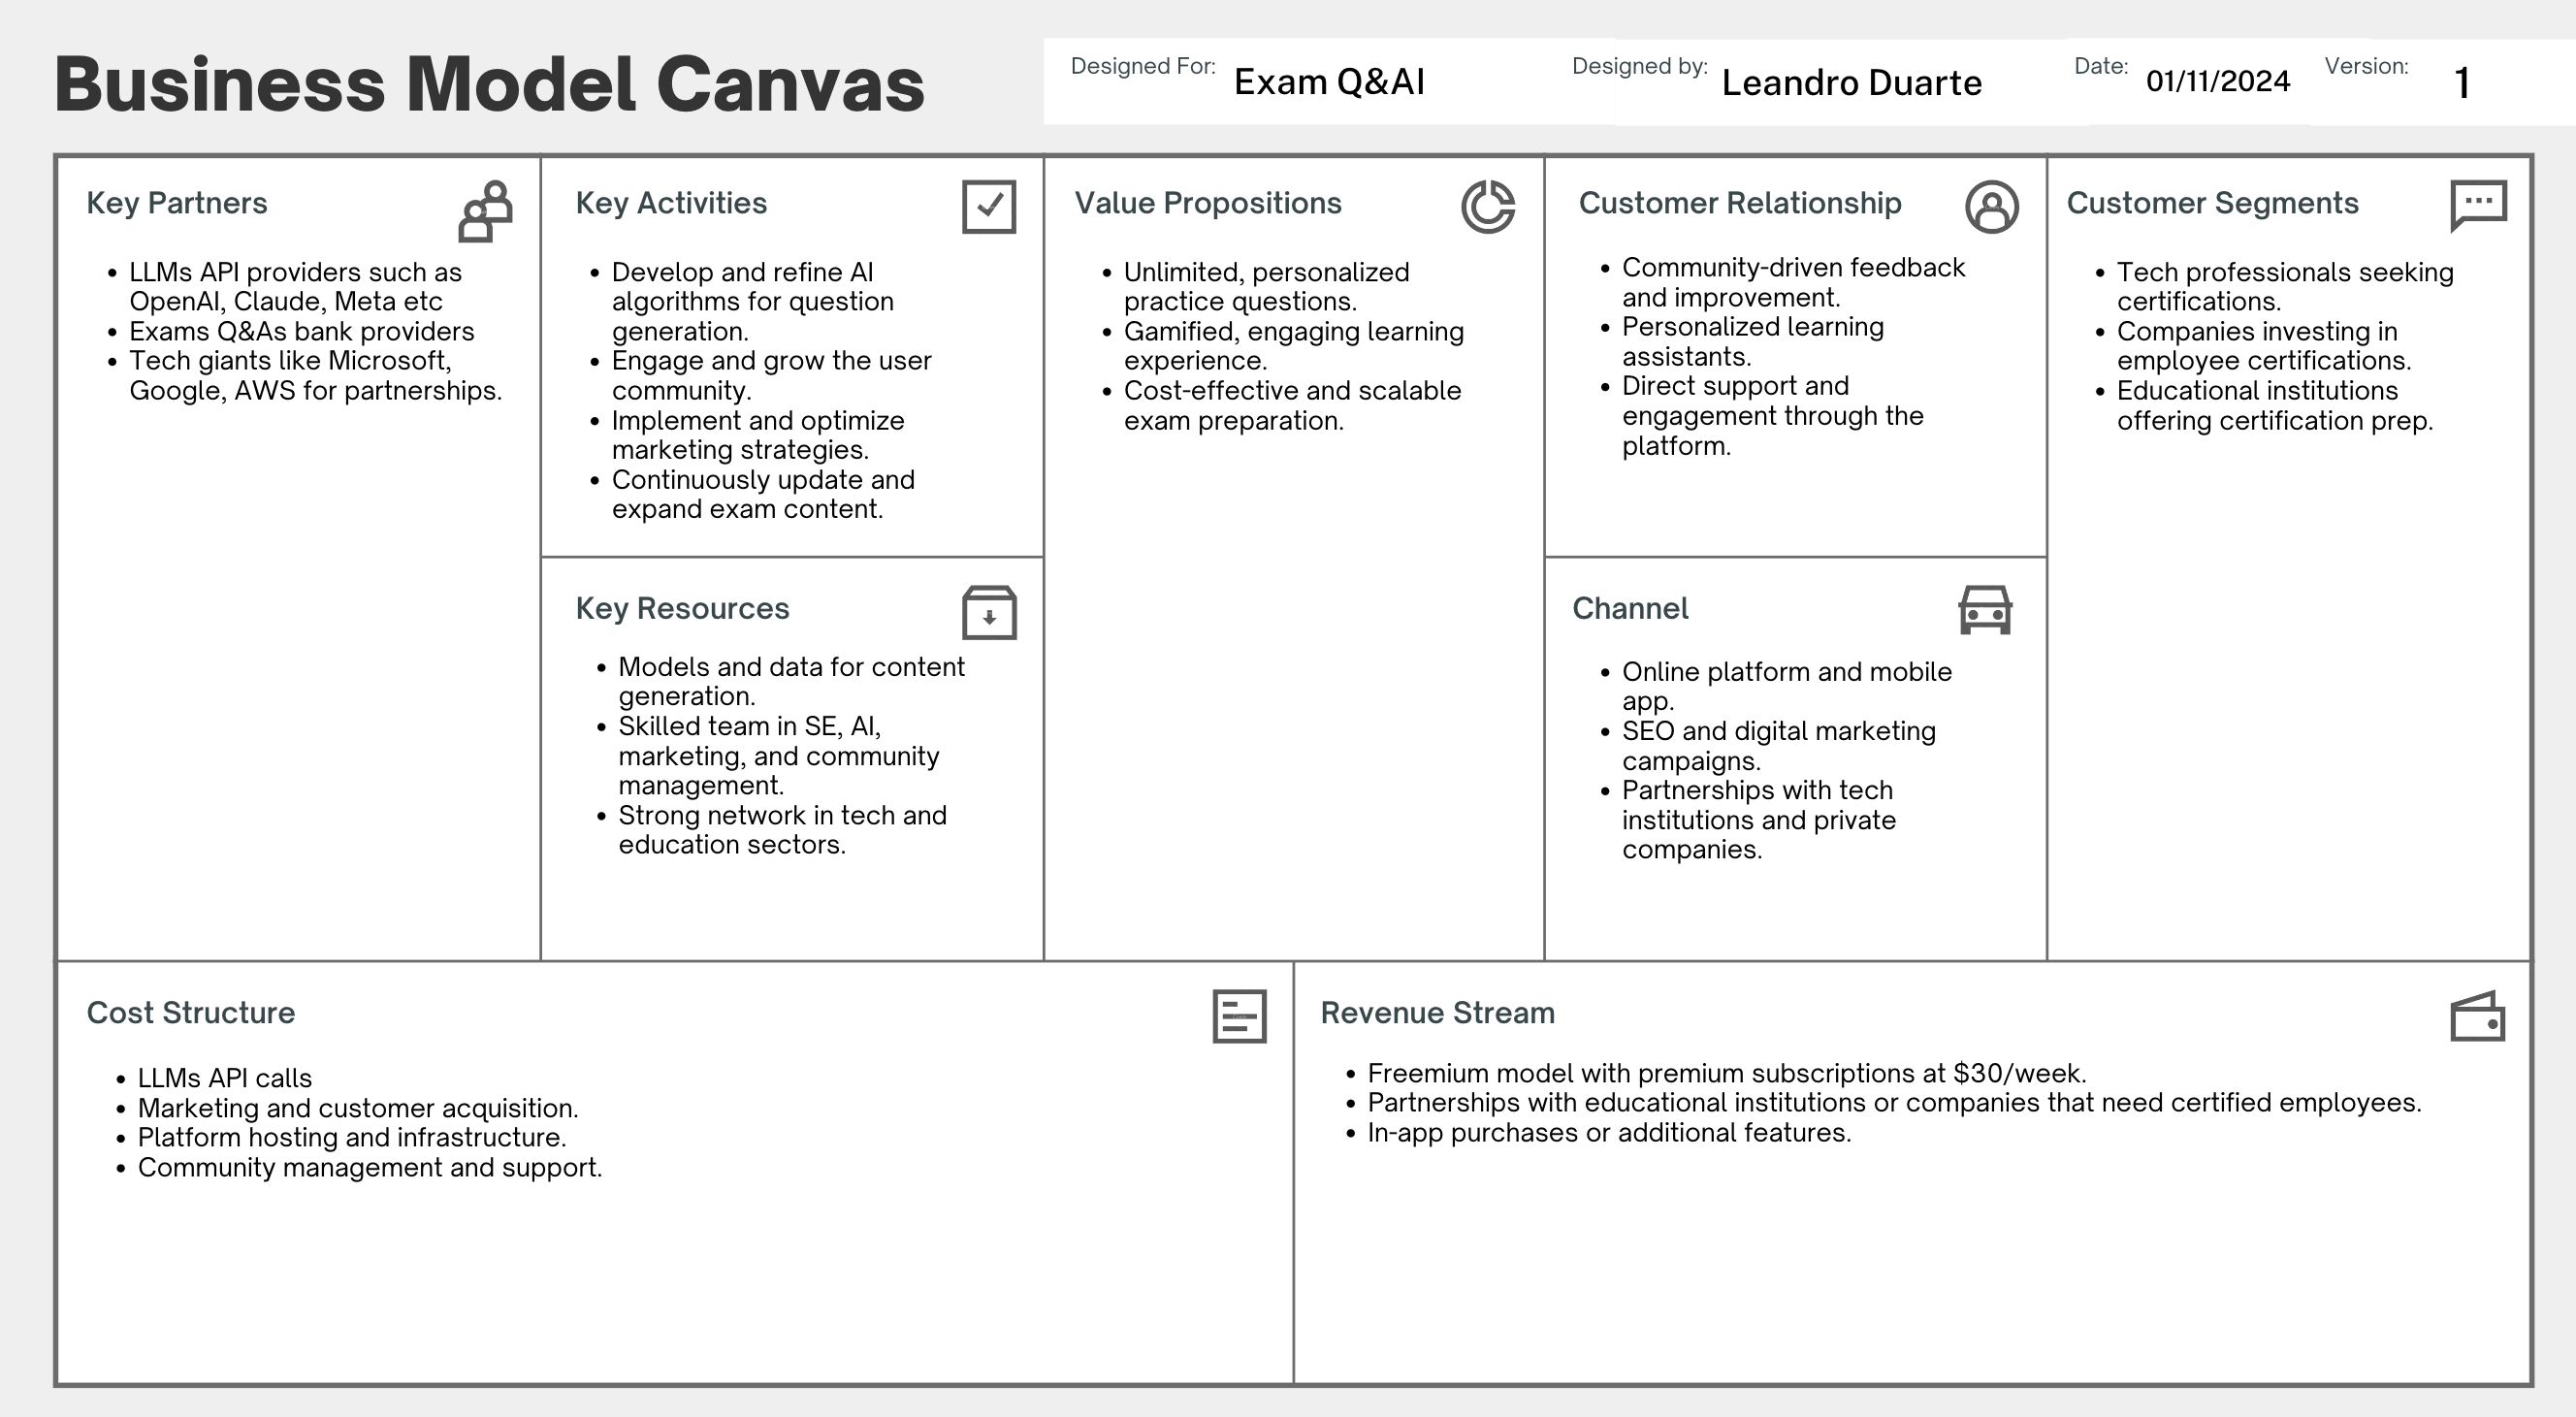 Business Model Canvas
Designed For: Exam Q&AI
Designed by: Leandro Duarte
Date: 01/11/2024
Version: 1
Key Partners
• LLMs API providers such as
OpenAI, Claude, Meta etc
• Exams Q&As bank providers
• Tech giants like Microsoft,
Google, AWS for partnerships.
Key Activities
• Develop and refine AI
algorithms for question
generation.
• Engage and grow the user
community.
• Implement and optimize
marketing strategies.
• Continuously update and
expand exam content.
Key Resources
• Models and data for content
generation.
• Skilled team in SE, AI,
marketing, and community
management.
• Strong network in tech and
education sectors.
Value Propositions
• Unlimited, personalized
practice questions.
• Gamified, engaging learning
experience.
• Cost-effective and scalable
exam preparation.
Customer Relationship
• Community-driven feedback
and improvement.
• Personalized learning
assistants.
• Direct support and
engagement through the
platform.
Channel
• Online platform and mobile
app.
• SEO and digital marketing
campaigns.
• Partnerships with tech
institutions and private
companies.
Customer Segments
• Tech professionals seeking
certifications.
• Companies investing in
employee certifications.
• Educational institutions
offering certification prep.
Cost Structure
• LLMs API calls
• Marketing and customer acquisition.
• Platform hosting and infrastructure.
• Community management and support.
Revenue Stream
• Freemium model with premium subscriptions at $30/week.
• Partnerships with educational institutions or companies that need certified employees.
• In-app purchases or additional features.